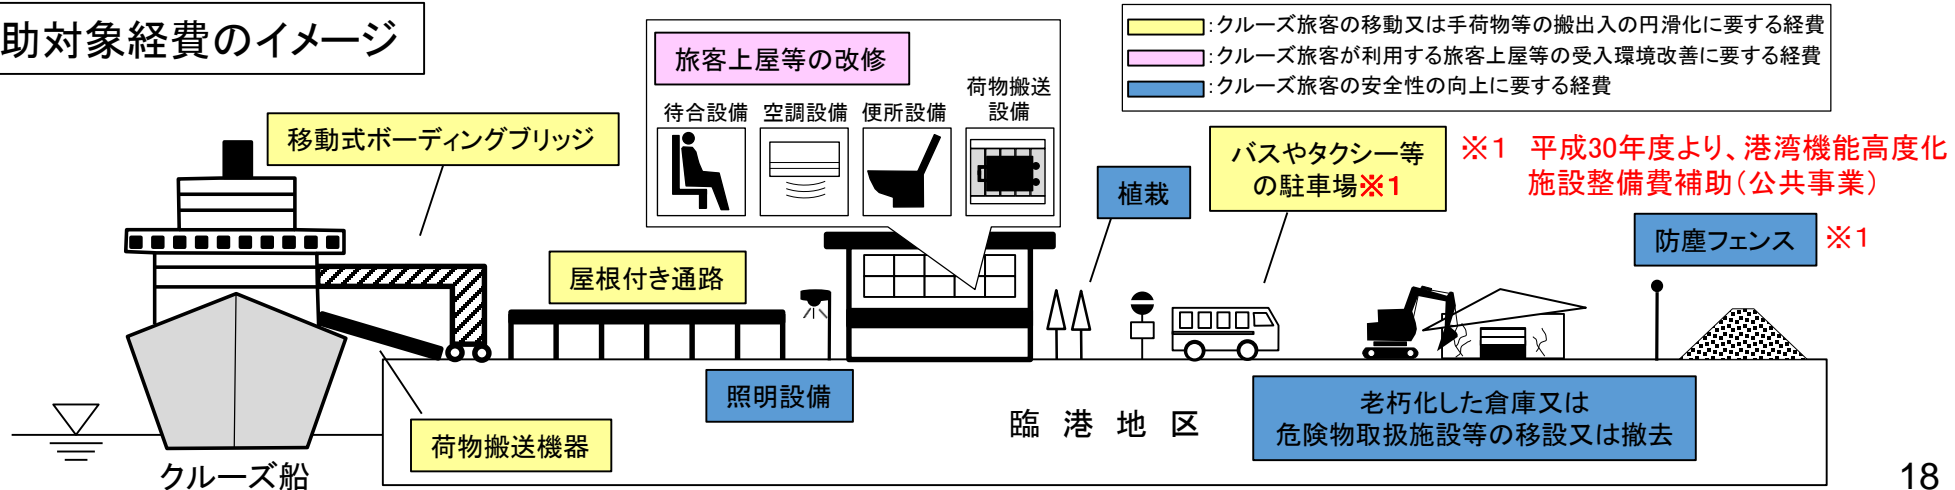 助対象経費のイメージ
:クルーズ旅客の移動又は手荷物等の搬出入の円滑化に要する経費
:クルーズ旅客が利用する旅客上屋等の受入環境改善に要する経費
:クルーズ旅客の安全性の向上に要する経費
旅客上屋等の改修
待合設備
空調設備
便所設備
荷物搬送
設備
移動式ボーディングブリッジ
バスやタクシー等
の駐車場※1
※1 平成30年度より、港湾機能高度化
施設整備費補助(公共事業)
植栽
防塵フェンス ※1
屋根付き通路
照明設備
老朽化した倉庫又は
危険物取扱施設等の移設又は撤去
臨港地区
荷物搬送機器
クルーズ船
18